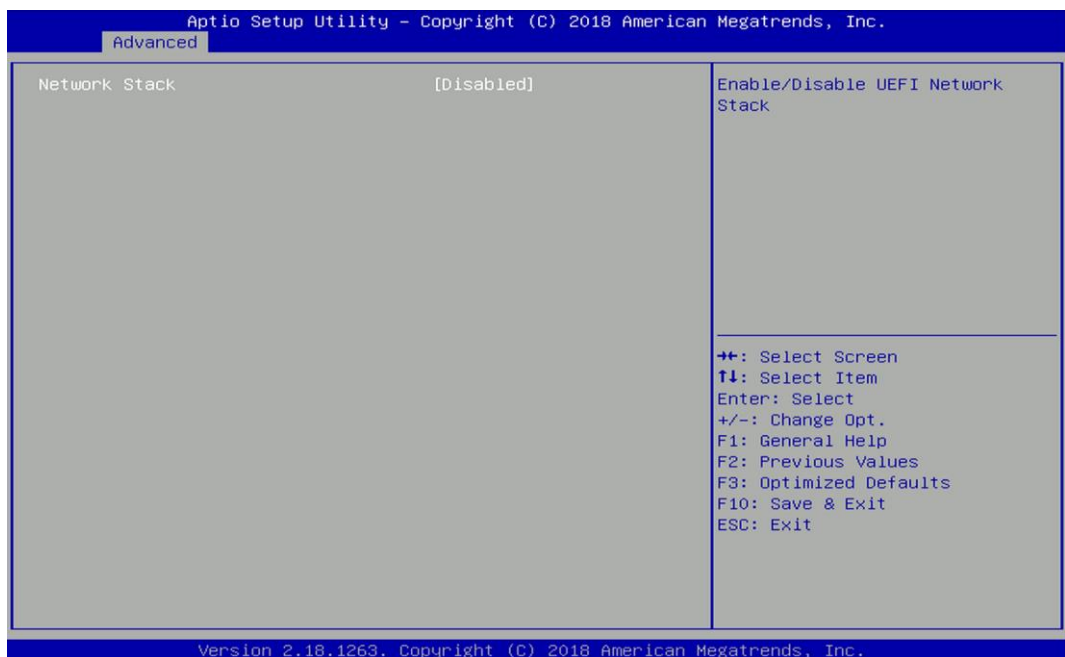 Aptio Setup Utility – Copyright (C) 2018 American Megatrends, Inc.
Advanced
Network Stack [Disabled]
Enable/Disable UEFI Network
Stack
→←: Select Screen
↑↓: Select Item
Enter: Select
+/-: Change Opt.
F1: General Help
F2: Previous Values
F3: Optimized Defaults
F10: Save & Exit
ESC: Exit
Version 2.18.1263. Copyright (C) 2018 American Megatrends, Inc.